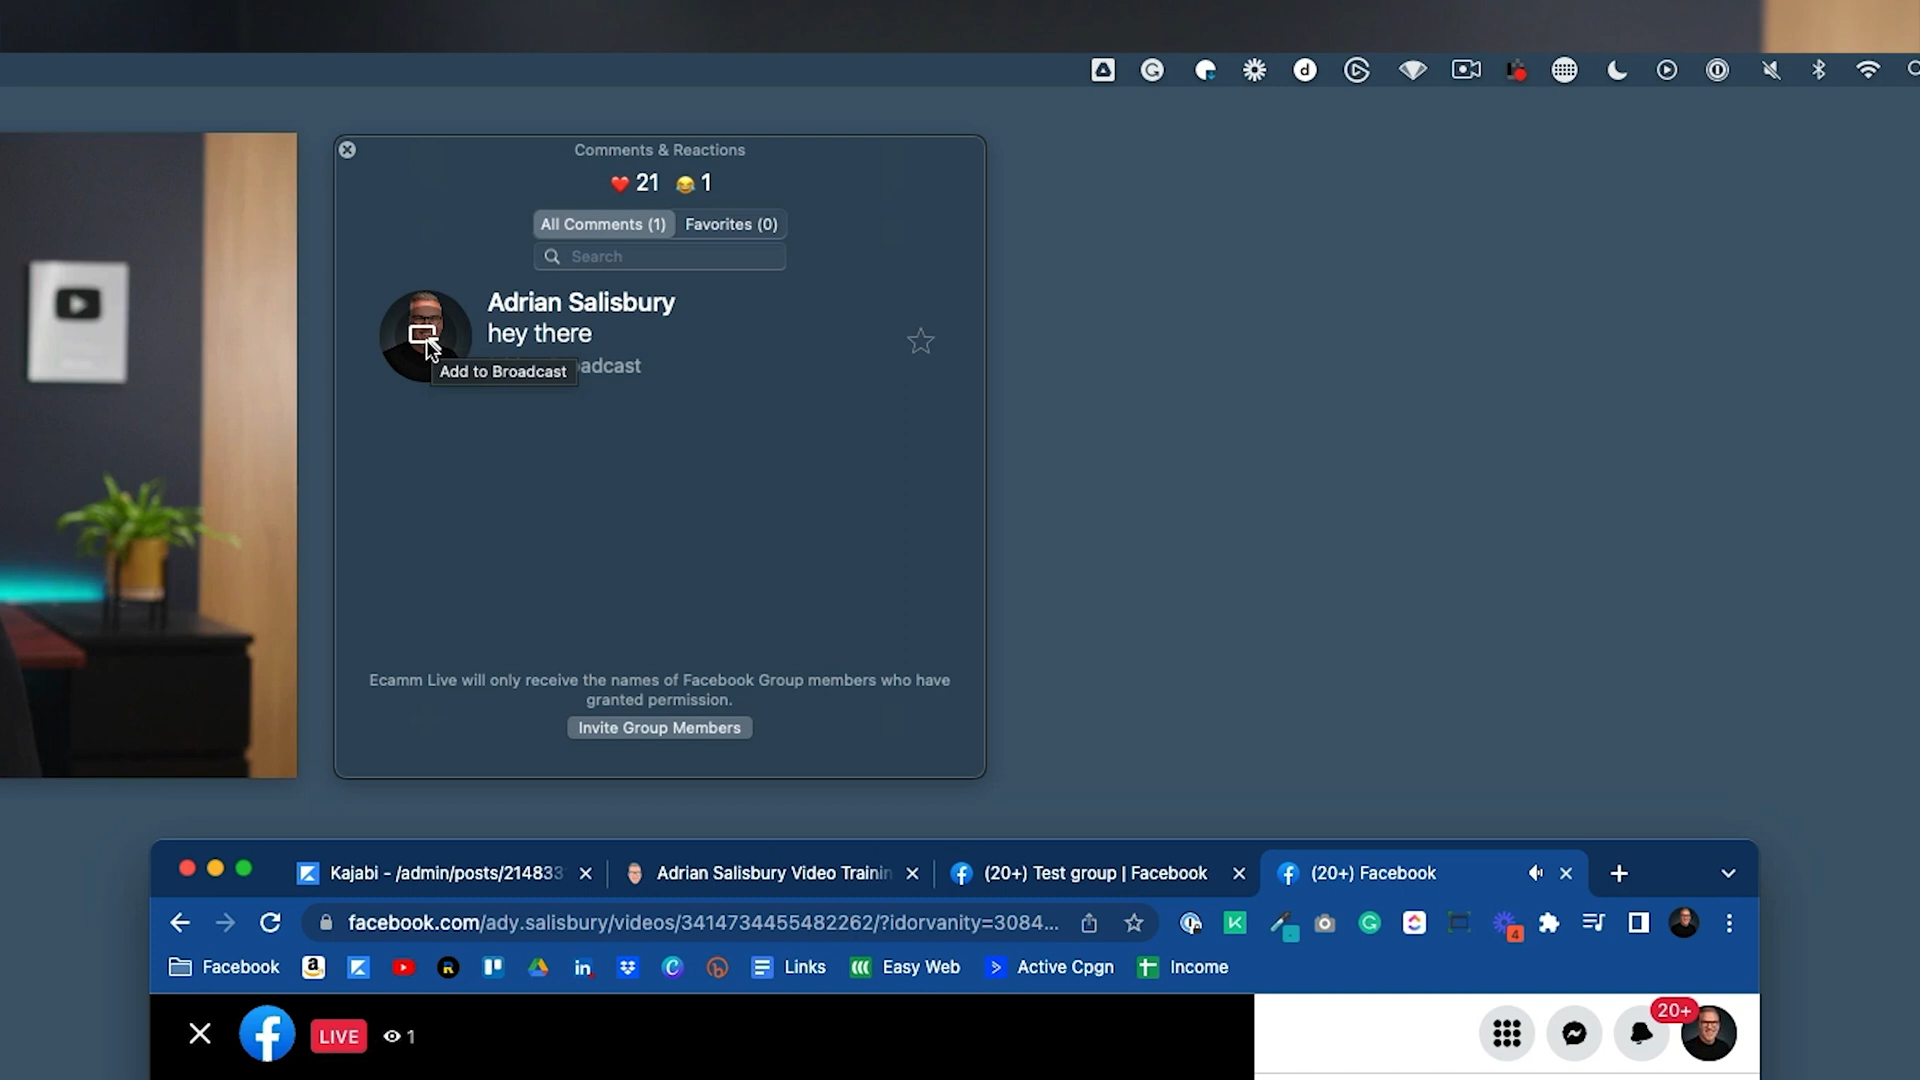 Comments & Reactions
21 1
All Comments (1) Favorites (0)
Search
Adrian Salisbury
hey there
Add to Broadcast
adcast
Ecamm Live will only receive the names of Facebook Group members who have
granted permission.
Invite Group Members
Kajabi - /admin/posts/214833 Adrian Salisbury Video Trainin (20+) Test group | Facebook (20+) Facebook
facebook.com/ady.salisbury/videos/3414734455482262/?idorvanity=3084...
4
Facebook Links Easy Web Active Cpgn Income
LIVE 1
20+